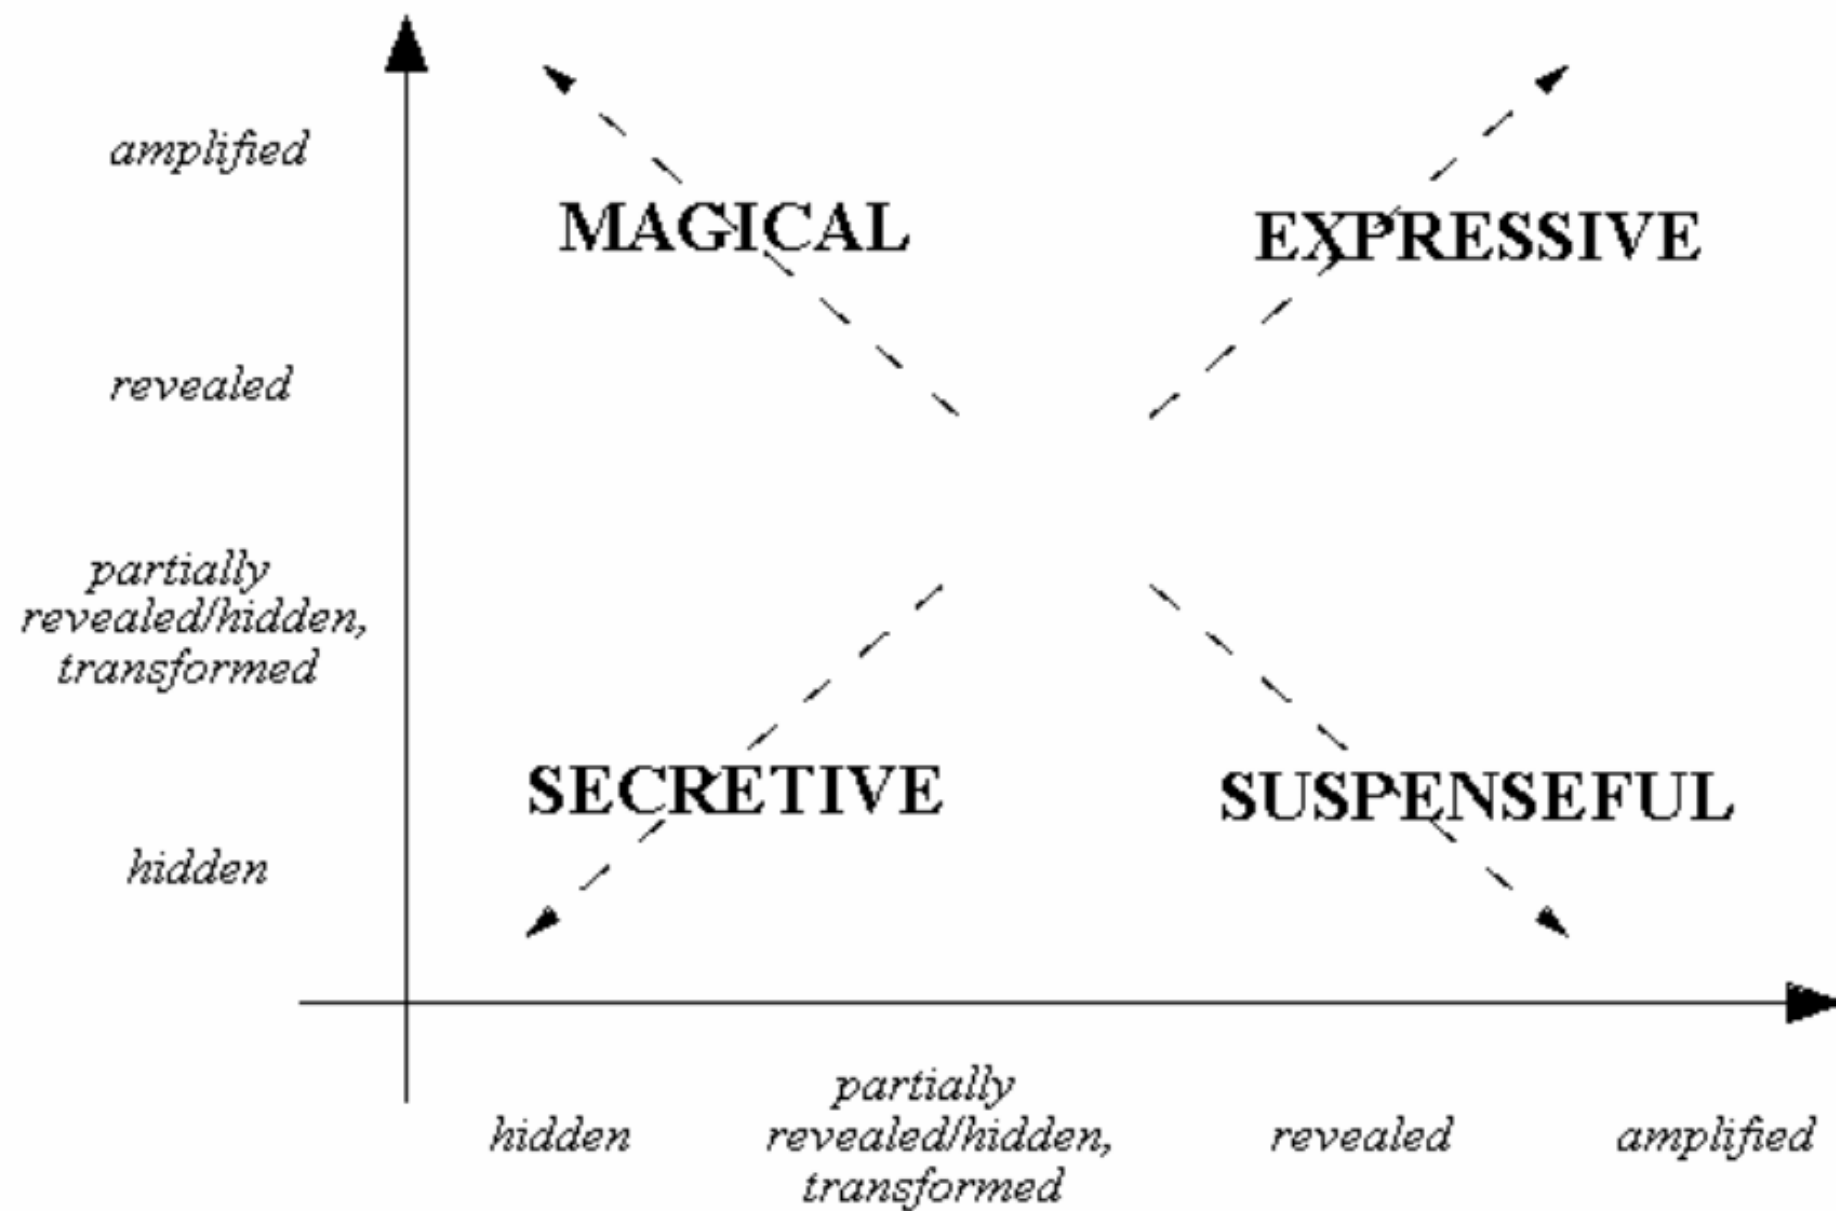 amplified
MAGICAL
EXPRESSIVE
revealed
partially
revealed/hidden,
transformed
SECRETIVE
SUSPENSEFUL
hidden
hidden
partially
revealed/hidden,
transformed
revealed
amplified